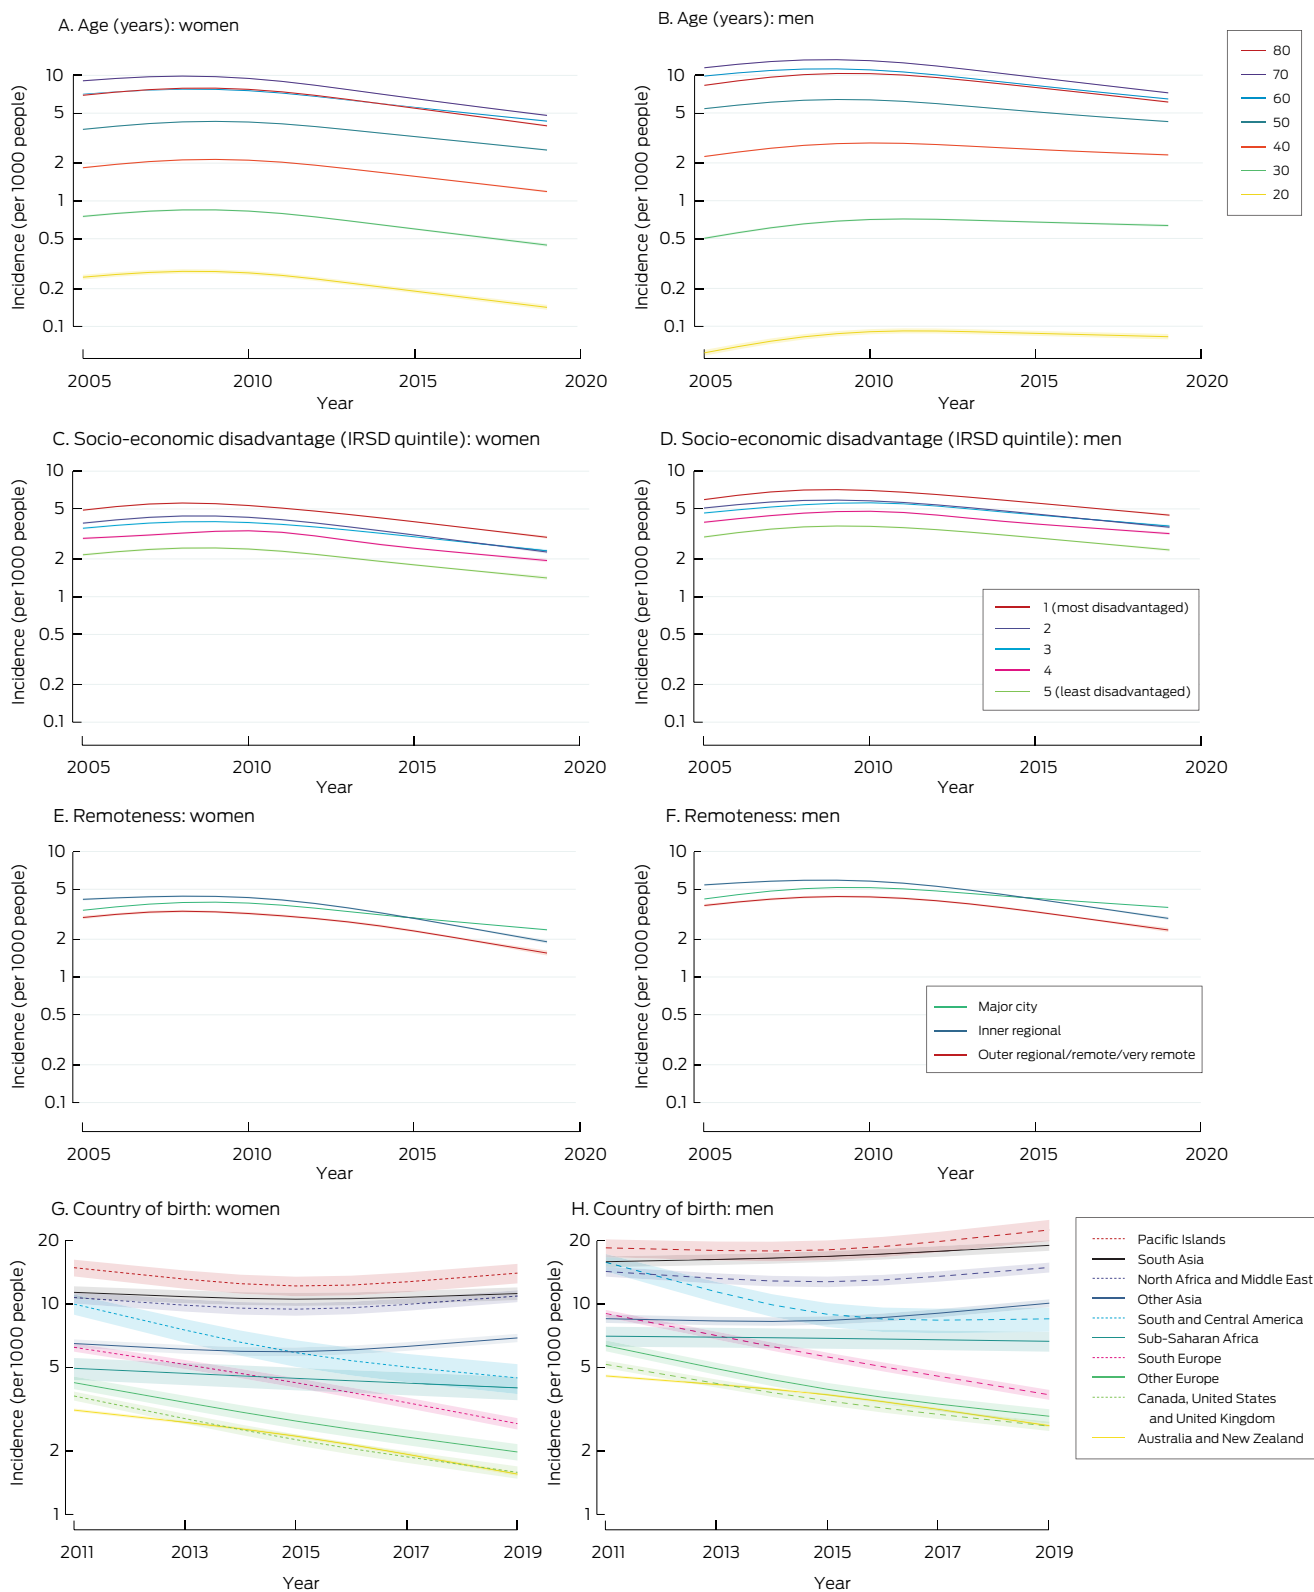 A. Age (years): women
Incidence (per 1000 people)
10
5
2
1
0.5
0.2
0.1
2005
2010
2015
2020
Year
B. Age (years): men
Incidence (per 1000 people)
10
5
2
1
0.5
0.2
0.1
2005
2010
2015
2020
Year
80
70
60
50
40
30
20
C. Socio-economic disadvantage (IRSD quintile): women
Incidence (per 1000 people)
10
5
2
1
0.5
0.2
0.1
2005
2010
2015
2020
Year
D. Socio-economic disadvantage (IRSD quintile): men
Incidence (per 1000 people)
10
5
2
1
0.5
0.2
0.1
2005
2010
2015
2020
Year
1 (most disadvantaged)
2
3
4
5 (least disadvantaged)
E. Remoteness: women
Incidence (per 1000 people)
10
5
2
1
0.5
0.2
0.1
2005
2010
2015
2020
Year
F. Remoteness: men
Incidence (per 1000 people)
10
5
2
1
0.5
0.2
0.1
2005
2010
2015
2020
Year
Major city
Inner regional
Outer regional/remote/very remote
G. Country of birth: women
Incidence (per 1000 people)
20
10
5
2
1
2011
2013
2015
2017
2019
Year
H. Country of birth: men
Incidence (per 1000 people)
20
10
5
2
1
2011
2013
2015
2017
2019
Year
Pacific Islands
South Asia
North Africa and Middle East
Other Asia
South and Central America
Sub-Saharan Africa
South Europe
Other Europe
Canada, United States
and United Kingdom
Australia and New Zealand